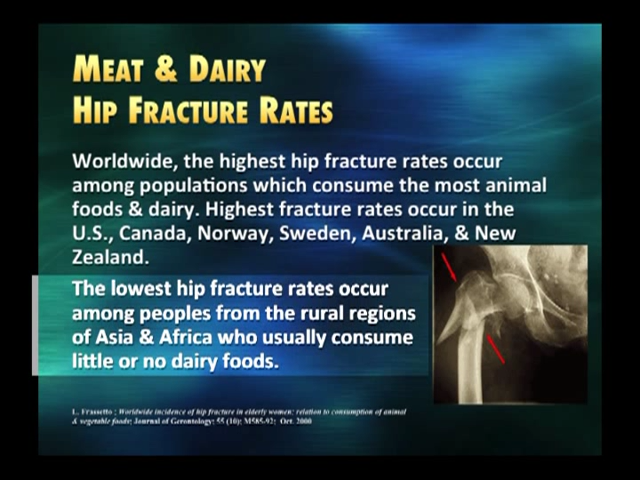 MEAT & DAIRY
HIP FRACTURE RATES
Worldwide, the highest hip fracture rates occur
among populations which consume the most animal
foods & dairy. Highest fracture rates occur in the
U.S., Canada, Norway, Sweden, Australia, & New
Zealand.
The lowest hip fracture rates occur
among peoples from the rural regions
of Asia & Africa who usually consume
little or no dairy foods.
L. Frassetto ; Worldwide incidence of hip fracture in elderly women: relation to consumption of animal
& vegetable foods; Journal of Gerontology; 55 (10); M585-92; Oct. 2000